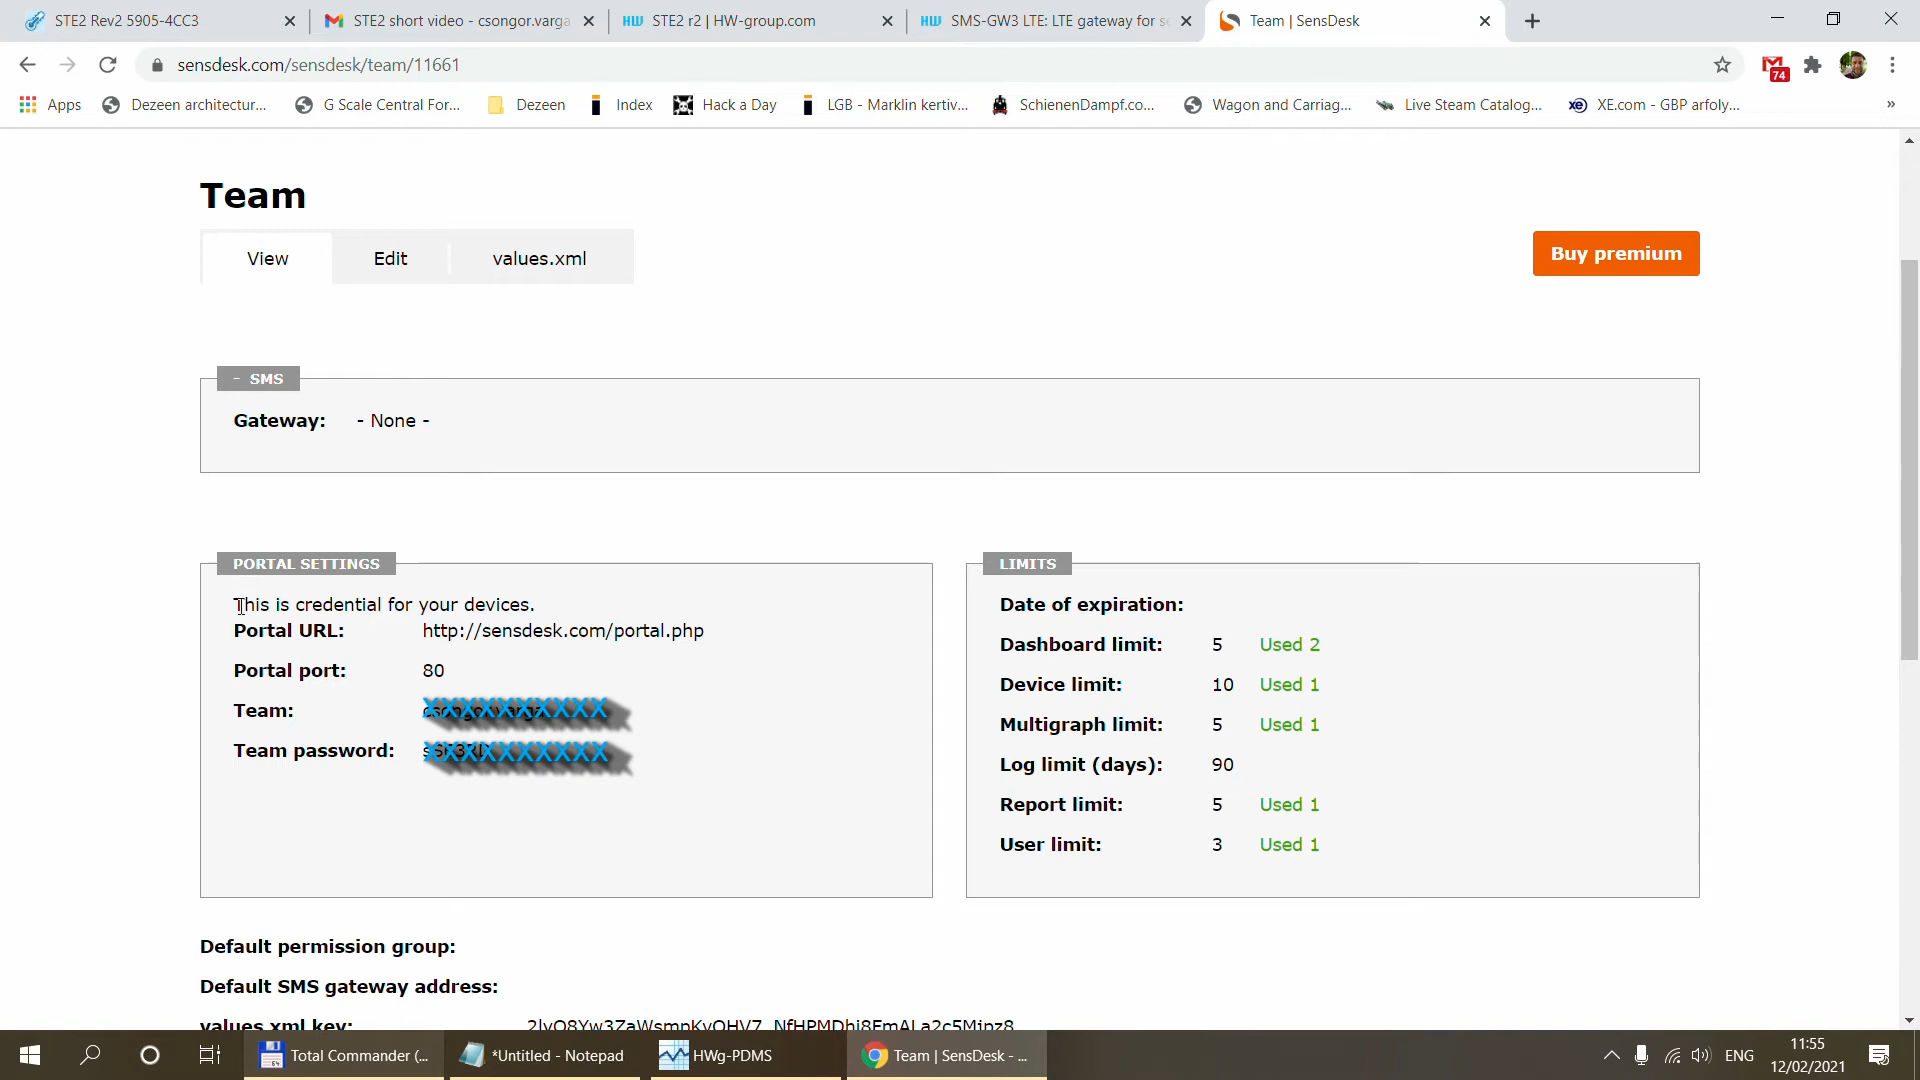 STE2 Rev2 5905-4CC3
STE2 short video - csongor.varga
STE2 r2 | HW-group.com
SMS-GW3 LTE: LTE gateway for se
Team | SensDesk
sensdesk.com/sensdesk/team/11661
74
Apps
Dezeen architectur...
G Scale Central For...
Dezeen
Index
Hack a Day
LGB - Marklin kertiv...
SchienenDampf.co...
Wagon and Carriag...
Live Steam Catalog...
XE.com - GBP arfoly...
Team
View
Edit
values.xml
Buy premium
- SMS
Gateway: - None -
PORTAL SETTINGS
This is credential for your devices.
Portal URL: http://sensdesk.com/portal.php
Portal port: 80
Team: XXXXXXXXXX
Team password: XXXXXXXXXX
LIMITS
Date of expiration:
Dashboard limit: 5 Used 2
Device limit: 10 Used 1
Multigraph limit: 5 Used 1
Log limit (days): 90
Report limit: 5 Used 1
User limit: 3 Used 1
Default permission group:
Default SMS gateway address:
values xml key:
Total Commander (...
*Untitled - Notepad
HWg-PDMS
Team | SensDesk - ...
ENG
11:55
12/02/2021